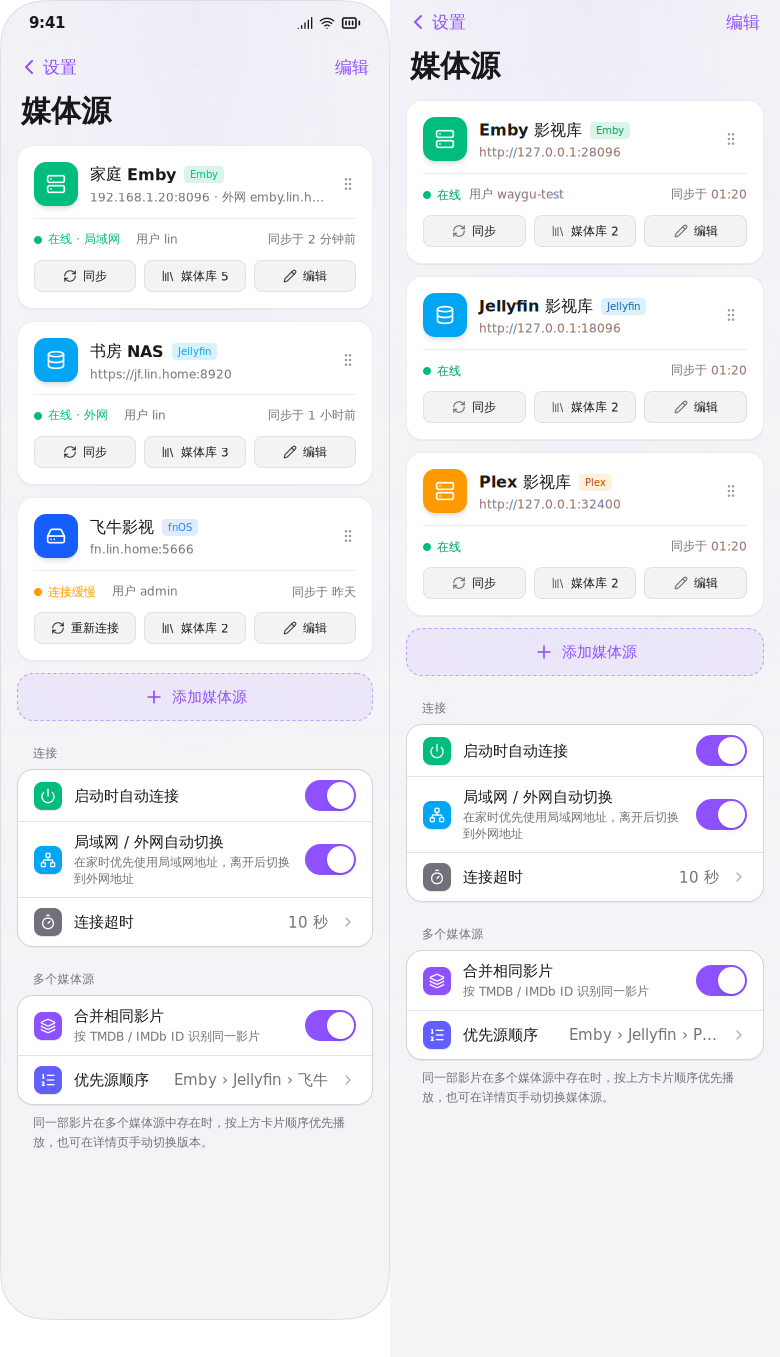 9:41
设置
编辑
媒体源
家庭 Emby Emby
192.168.1.20:8096 · 外网 emby.lin.h…
在线 · 局域网 用户 lin 同步于 2 分钟前
同步 媒体库 5 编辑
书房 NAS Jellyfin
https://jf.lin.home:8920
在线 · 外网 用户 lin 同步于 1 小时前
同步 媒体库 3 编辑
飞牛影视 fnOS
fn.lin.home:5666
连接缓慢 用户 admin 同步于 昨天
重新连接 媒体库 2 编辑
添加媒体源
连接
启动时自动连接
局域网 / 外网自动切换
在家时优先使用局域网地址，离开后切换
到外网地址
连接超时 10 秒
多个媒体源
合并相同影片
按 TMDB / IMDb ID 识别同一影片
优先源顺序 Emby › Jellyfin › 飞牛
同一部影片在多个媒体源中存在时，按上方卡片顺序优先播
放，也可在详情页手动切换版本。
设置
编辑
媒体源
Emby 影视库 Emby
http://127.0.0.1:28096
在线 用户 waygu-test 同步于 01:20
同步 媒体库 2 编辑
Jellyfin 影视库 Jellyfin
http://127.0.0.1:18096
在线 同步于 01:20
同步 媒体库 2 编辑
Plex 影视库 Plex
http://127.0.0.1:32400
在线 同步于 01:20
同步 媒体库 2 编辑
添加媒体源
连接
启动时自动连接
局域网 / 外网自动切换
在家时优先使用局域网地址，离开后切换
到外网地址
连接超时 10 秒
多个媒体源
合并相同影片
按 TMDB / IMDb ID 识别同一影片
优先源顺序 Emby › Jellyfin › P…
同一部影片在多个媒体源中存在时，按上方卡片顺序优先播
放，也可在详情页手动切换媒体源。